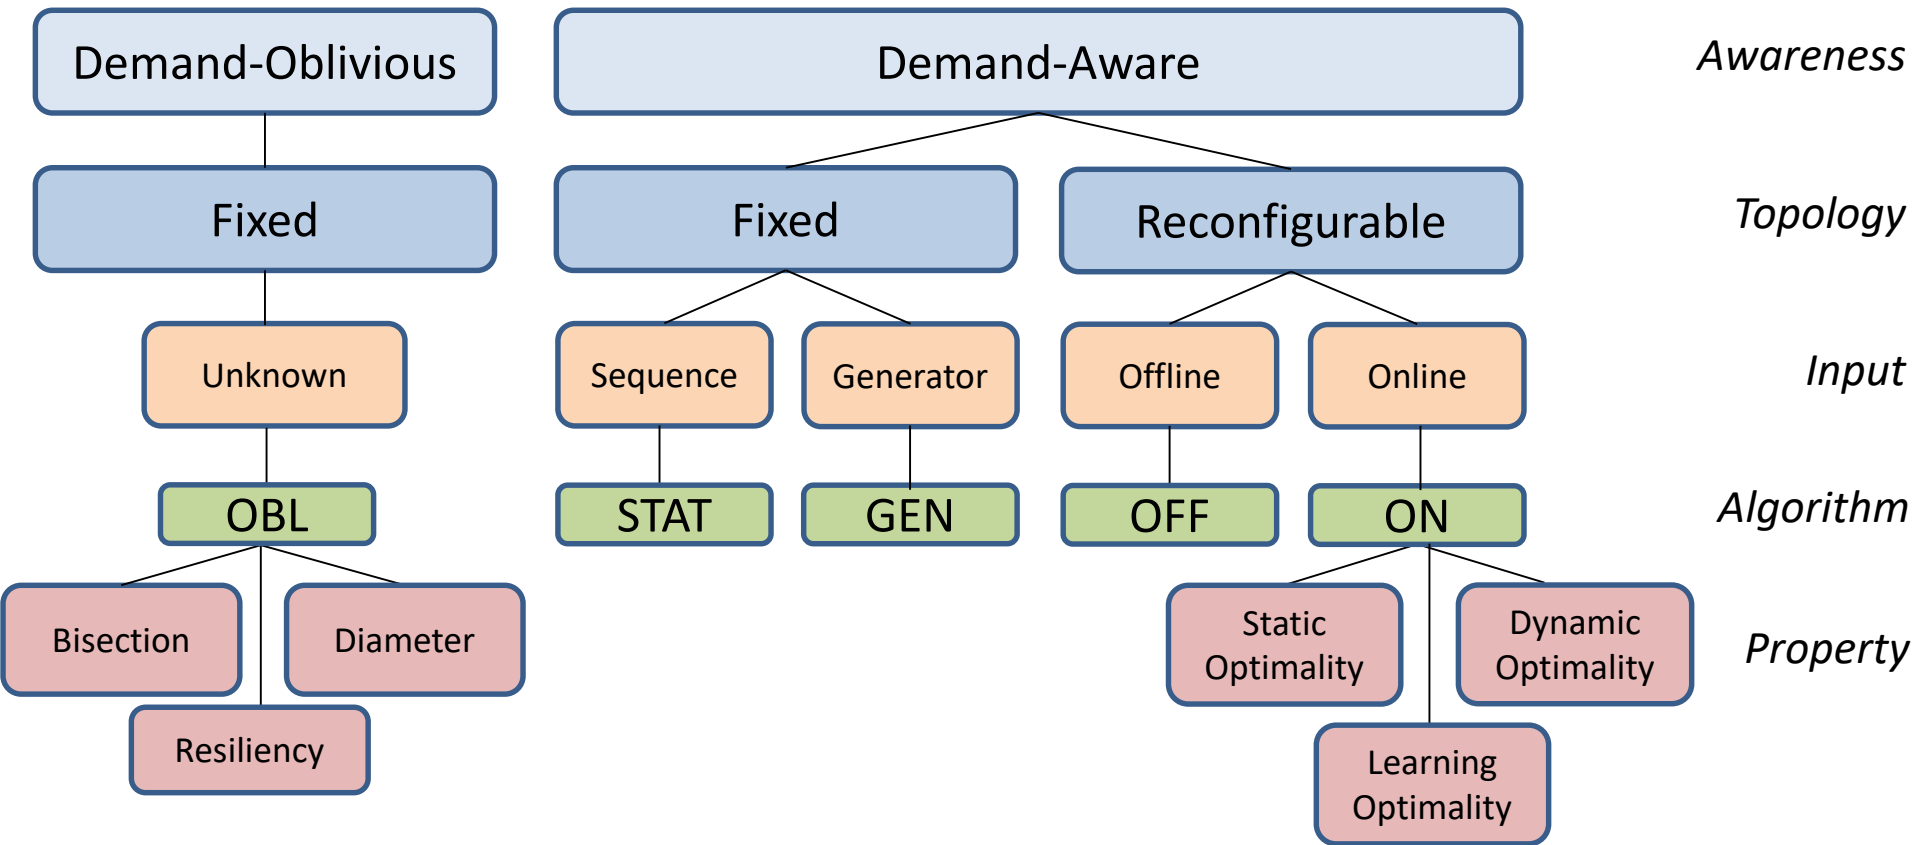 Demand-Oblivious
Demand-Aware
Awareness
Fixed
Fixed
Reconfigurable
Topology
Unknown
Sequence
Generator
Offline
Online
Input
OBL
STAT
GEN
OFF
ON
Algorithm
Bisection
Diameter
Static
Optimality
Dynamic
Optimality
Property
Resiliency
Learning
Optimality